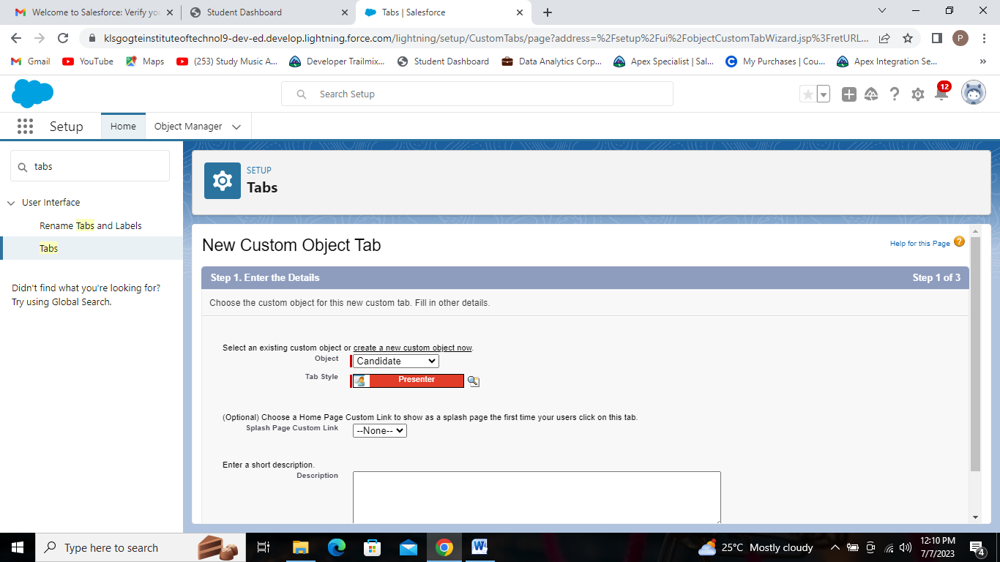 Welcome to Salesforce: Verify yo
Student Dashboard
Tabs | Salesforce
klsgogteinstituteoftechnol9-dev-ed.develop.lightning.force.com/lightning/setup/CustomTabs/page?address=%2Fsetup%2Fui%2FobjectCustomTabWizard.jsp%3FretURL...
P
Gmail
YouTube
Maps
(253) Study Music A...
Developer Trailmix...
Student Dashboard
Data Analytics Corp...
Apex Specialist | Sal...
My Purchases | Cou...
Apex Integration Se...
»
Search Setup
12
Setup
Home
Object Manager
tabs
User Interface
Rename Tabs and Labels
Tabs
Didn't find what you're looking for?
Try using Global Search.
SETUP
Tabs
New Custom Object Tab
Help for this Page
Step 1. Enter the Details
Step 1 of 3
Choose the custom object for this new custom tab. Fill in other details.
Select an existing custom object or create a new custom object now.
Object
Candidate
Tab Style
Presenter
(Optional) Choose a Home Page Custom Link to show as a splash page the first time your users click on this tab.
Splash Page Custom Link
--None--
Enter a short description.
Description
Type here to search
25°C Mostly cloudy
12:10 PM
7/7/2023
4